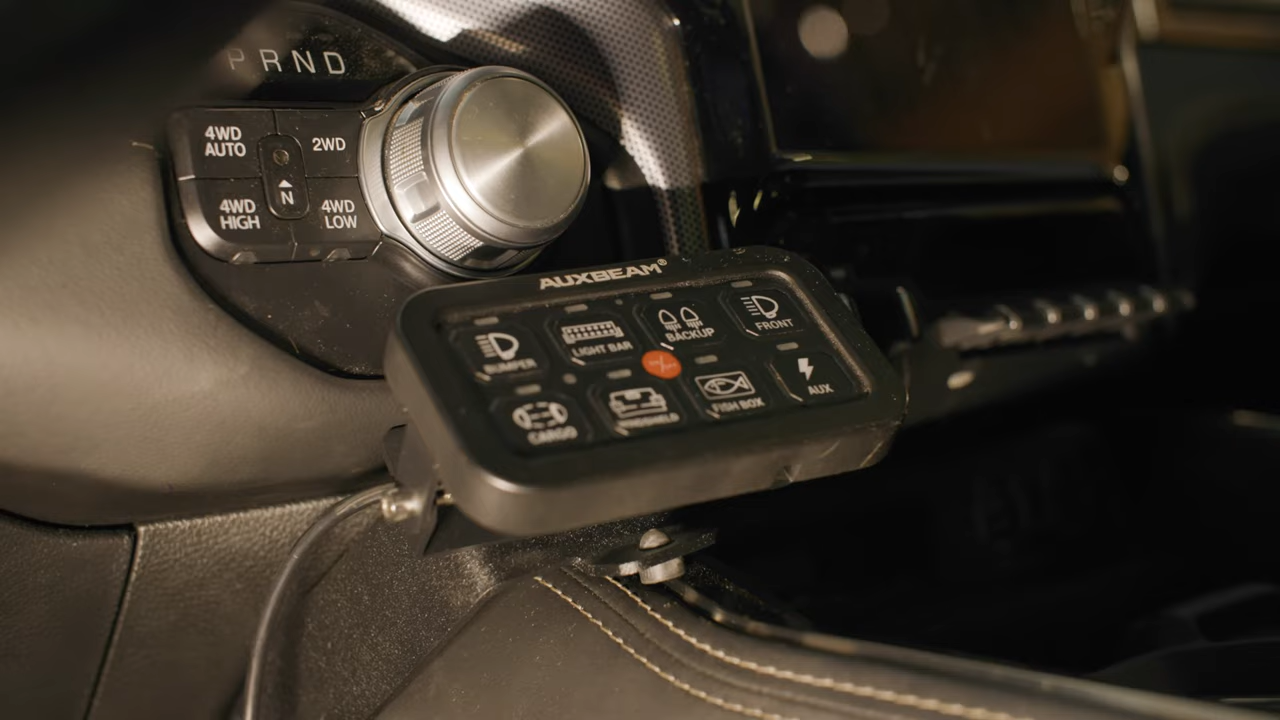 P R N D
4WD AUTO
2WD
N
4WD HIGH
4WD LOW
AUXBEAM®
BUMPER
LIGHT BAR
BACKUP
FRONT
CARGO
FISH BOX
AUX